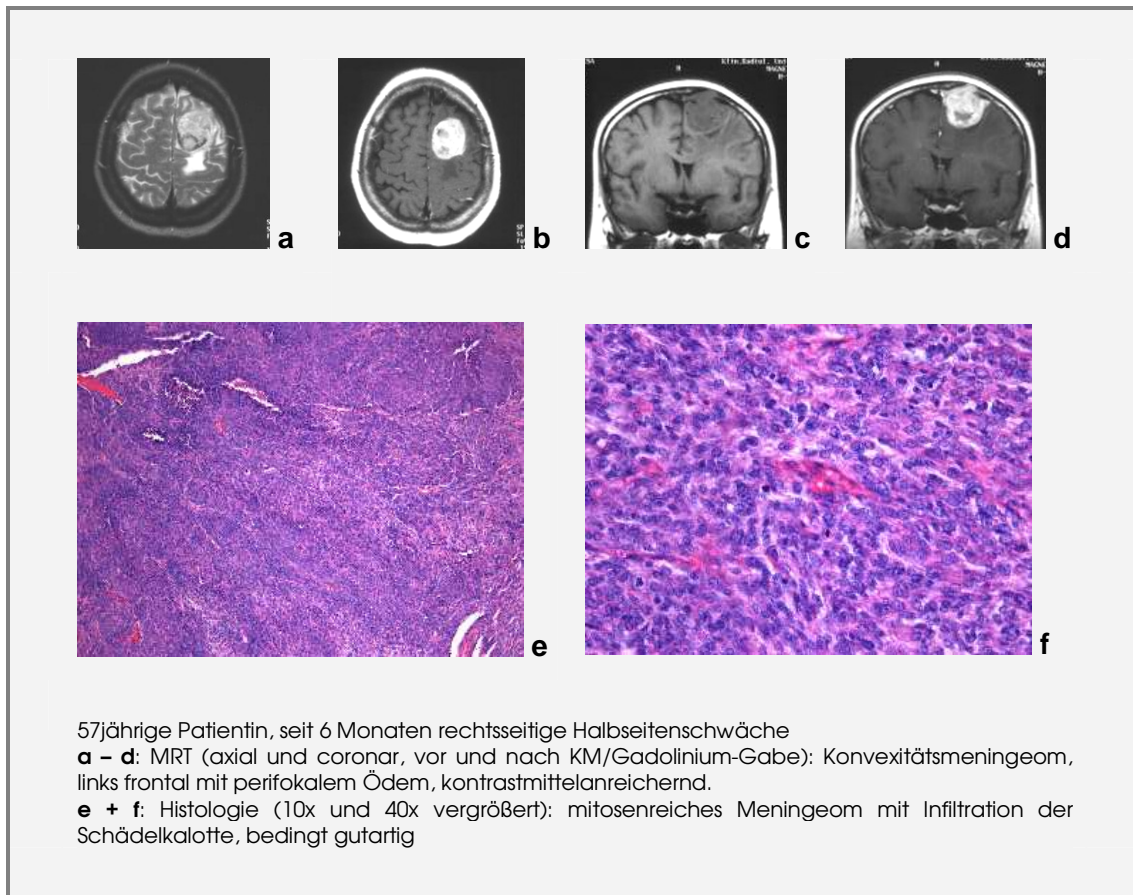 a
b
c
d
e
f
57jährige Patientin, seit 6 Monaten rechtsseitige Halbseitenschwäche
a – d: MRT (axial und coronar, vor und nach KM/Gadolinium-Gabe): Konvexitätsmeningeom,
links frontal mit perifokalem Ödem, kontrastmittelanreichernd.
e + f: Histologie (10x und 40x vergrößert): mitosenreiches Meningeom mit Infiltration der
Schädelkalotte, bedingt gutartig